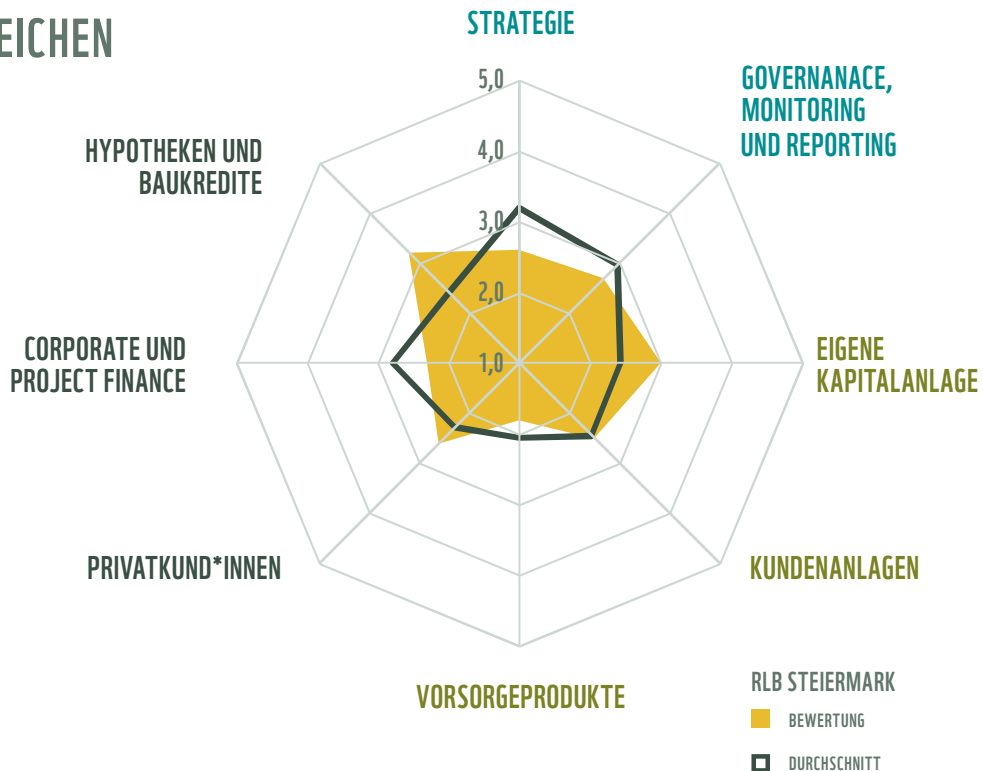 EICHEN
STRATEGIE
GOVERNANACE,
MONITORING
UND REPORTING
5,0
4,0
3,0
2,0
1,0
HYPOTHEKEN UND
BAUKREDITE
CORPORATE UND
PROJECT FINANCE
EIGENE
KAPITALANLAGE
PRIVATKUND*INNEN
KUNDENANLAGEN
VORSORGEPRODUKTE
RLB STEIERMARK
BEWERTUNG
DURCHSCHNITT